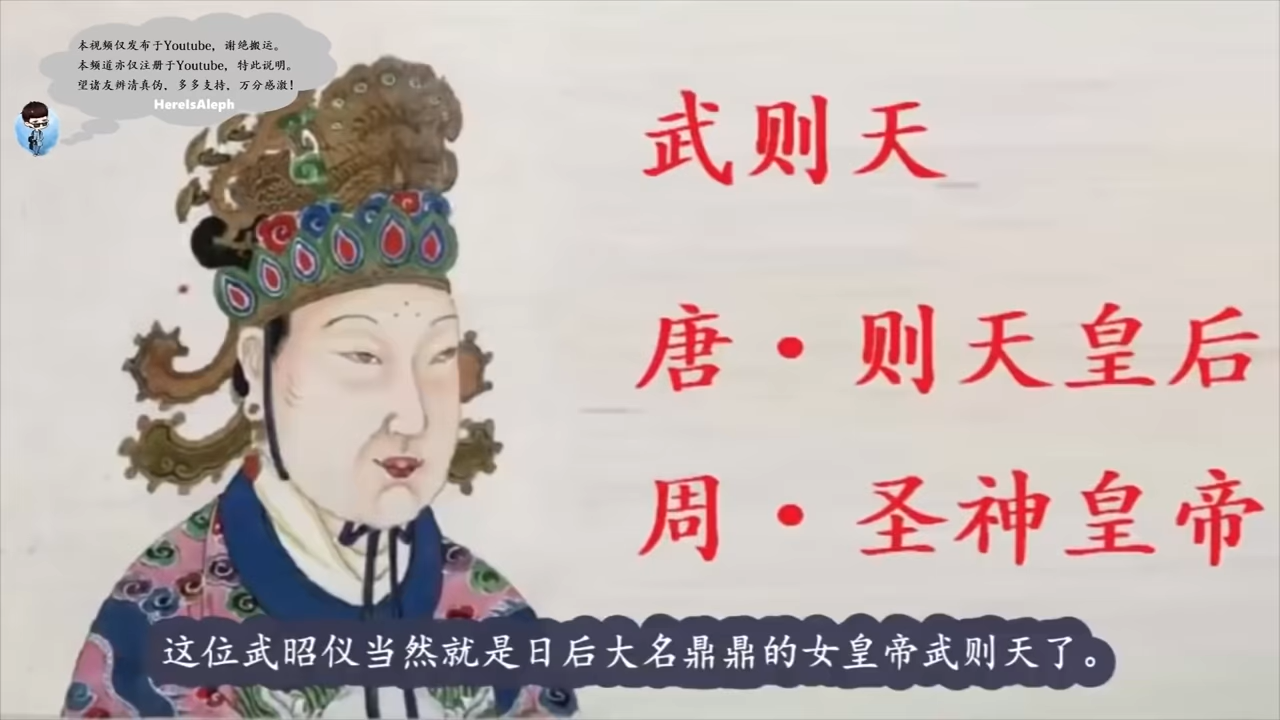 本视频仅发布于Youtube，谢绝搬运。
本频道亦仅注册于Youtube，特此说明。
望诸友辨清真伪，多多支持，万分感激！
HereIsAleph
武则天
唐·则天皇后
周·圣神皇帝
这位武昭仪当然就是日后大名鼎鼎的女皇帝武则天了。